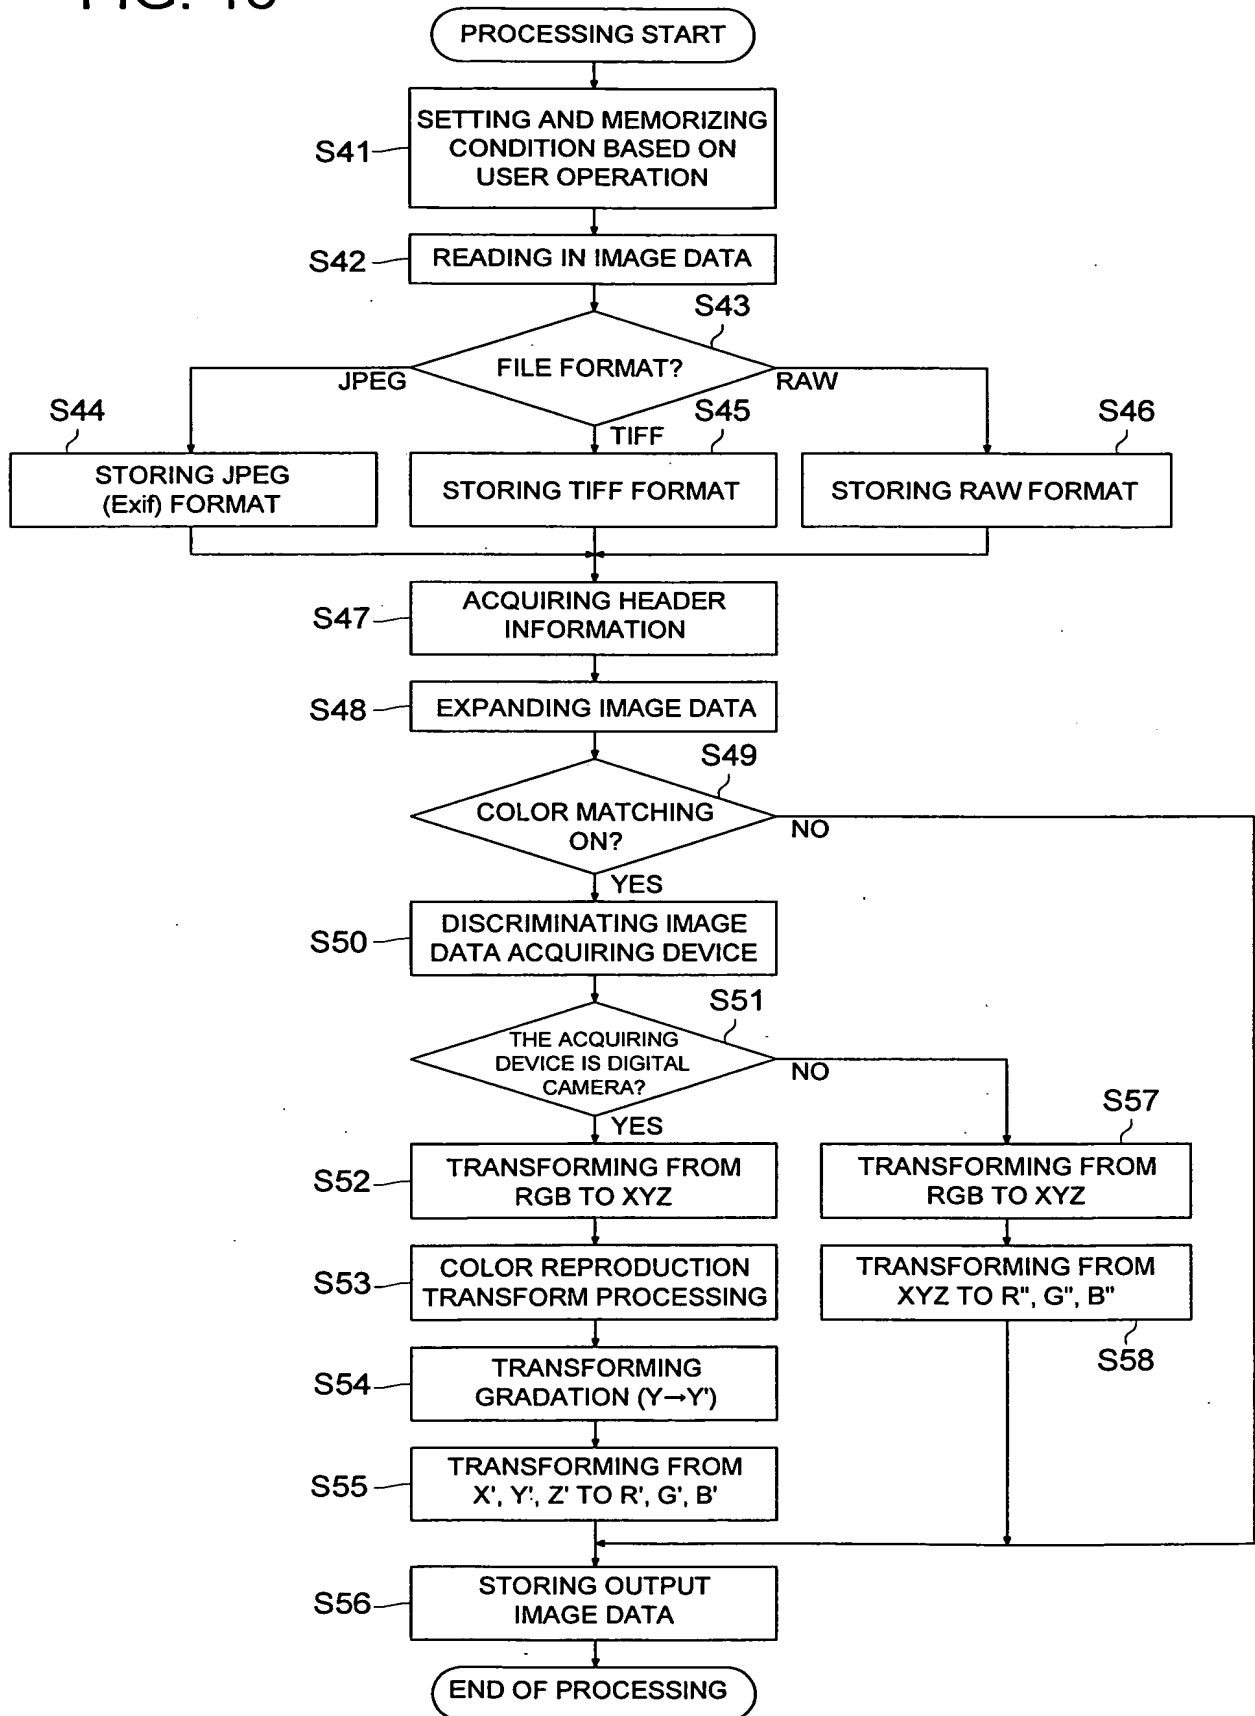 PROCESSING START
S41
SETTING AND MEMORIZING
CONDITION BASED ON
USER OPERATION
S42
READING IN IMAGE DATA
S43
FILE FORMAT?
JPEG
TIFF
RAW
S44
STORING JPEG
(Exif) FORMAT
S45
STORING TIFF FORMAT
S46
STORING RAW FORMAT
S47
ACQUIRING HEADER
INFORMATION
S48
EXPANDING IMAGE DATA
S49
COLOR MATCHING
ON?
NO
YES
S50
DISCRIMINATING IMAGE
DATA ACQUIRING DEVICE
S51
THE ACQUIRING
DEVICE IS DIGITAL
CAMERA?
NO
YES
S52
TRANSFORMING FROM
RGB TO XYZ
S57
TRANSFORMING FROM
RGB TO XYZ
S53
COLOR REPRODUCTION
TRANSFORM PROCESSING
TRANSFORMING FROM
XYZ TO R", G", B"
S58
S54
TRANSFORMING
GRADATION (Y→Y')
S55
TRANSFORMING FROM
X', Y', Z' TO R', G', B'
S56
STORING OUTPUT
IMAGE DATA
END OF PROCESSING